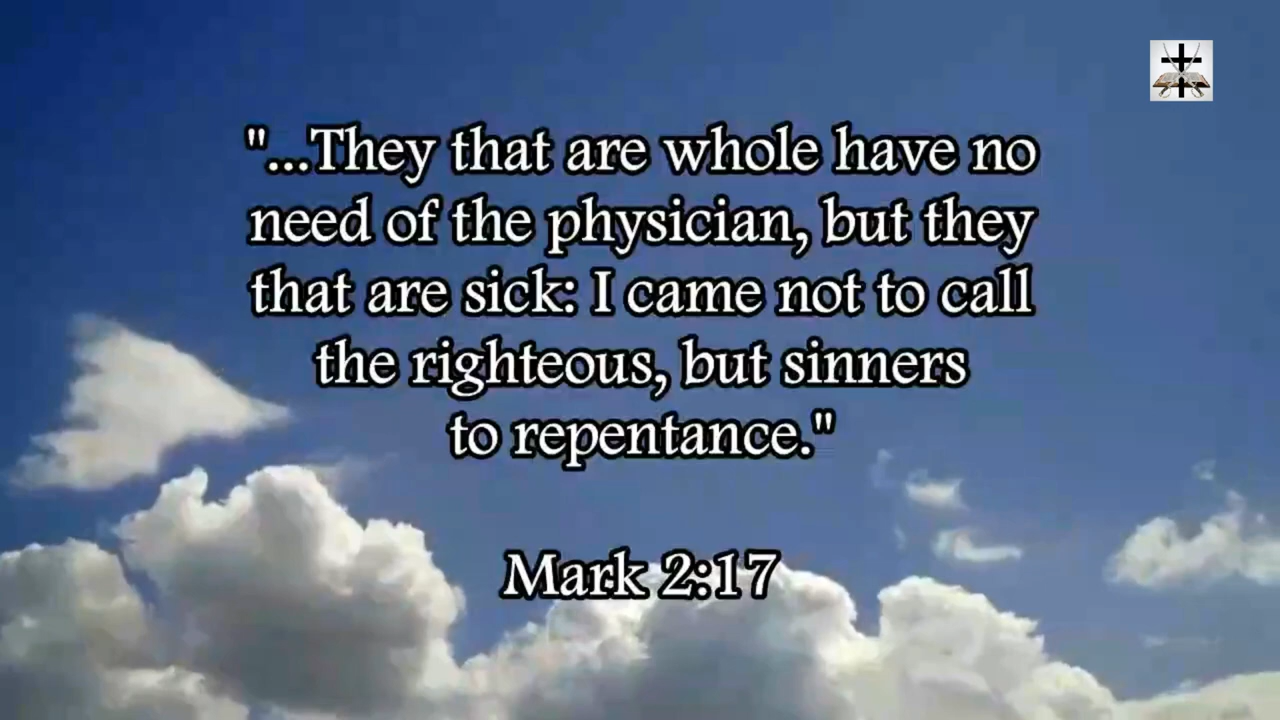 "...They that are whole have no
need of the physician, but they
that are sick: I came not to call
the righteous, but sinners
to repentance."
Mark 2:17